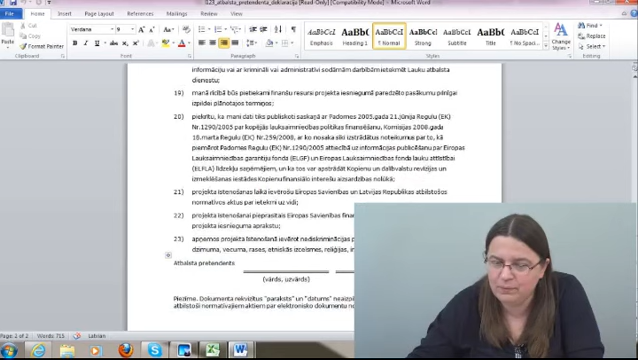 fs23_atbalsta_pretendenta_deklaracija [Read Only] [Compatibility Mode] - Microsoft Word
File Home Insert Page Layout References Mailings Review View
Copy
Format Painter
Verdana 9
Emphasis Heading 1 ¶ Normal Strong Subtitle Title ¶ No Spac...
Change Styles
Find
Replace
Select
Clipboard Font Paragraph Styles Editing
informāciju vai ar krimināli vai administratīvi sodāmām darbībām ietekmēt Lauku atbalsta
dienestu;
19) manā rīcībā būs pietiekami finanšu resursi projekta iesniegumā paredzēto pasākumu pilnīgai
izpildei plānotajos termiņos;
20) piekrītu, ka mani dati tiks publiskoti saskaņā ar Padomes 2005.gada 21.jūnija Regulu (EK)
Nr.1290/2005 par kopējās lauksaimniecības politikas finansējumu, Komisijas 2008.gada
18.marta Regulu (EK) Nr.259/2008, ar ko nosaka sīki izstrādātus noteikumus par to, kā
piemērot Padomes Regulu (EK) Nr.1290/2005 attiecībā uz informācijas publicēšanu par Eiropas
Lauksaimniecības garantiju fonda (ELGF) un Eiropas Lauksaimniecības fonda lauku attīstībai
(ELFLA) līdzekļu saņēmējiem, un ka tos var apstrādāt Kopienu un dalībvalstu revīzijas un
izmeklēšanas iestādes Kopienu finansiālo interešu aizsardzības nolūkā;
21) projekta īstenošanas laikā ievērošu Eiropas Savienības un Latvijas Republikas atbilstošos
normatīvos aktus par ietekmi uz vidi;
22) projekta īstenošanai pieprasītais Eiropas Savienības
projekta iesnieguma aprakstu;
23) apņemos projekta īstenošanā ievērot nediskriminācijas
dzimuma, vecuma, rases, etniskās izcelsmes, reliģijas,
Atbalsta pretendents
(vārds, uzvārds)
Piezīme. Dokumenta rekvizītus "paraksts" un "datums" neaizpilda
atbilstoši normatīvajiem aktiem par elektronisko dokumentu
Page: 2 of 2 Words: 715 Latvian